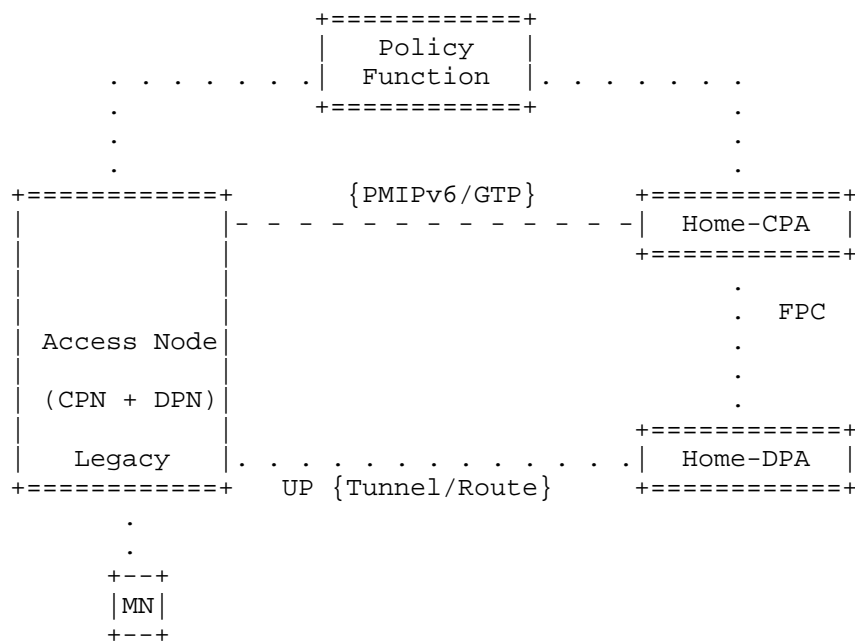 Policy
Function
{PMIPv6/GTP}
Home-CPA
FPC
Access Node
(CPN + DPN)
Legacy
Home-DPA
UP {Tunnel/Route}
MN